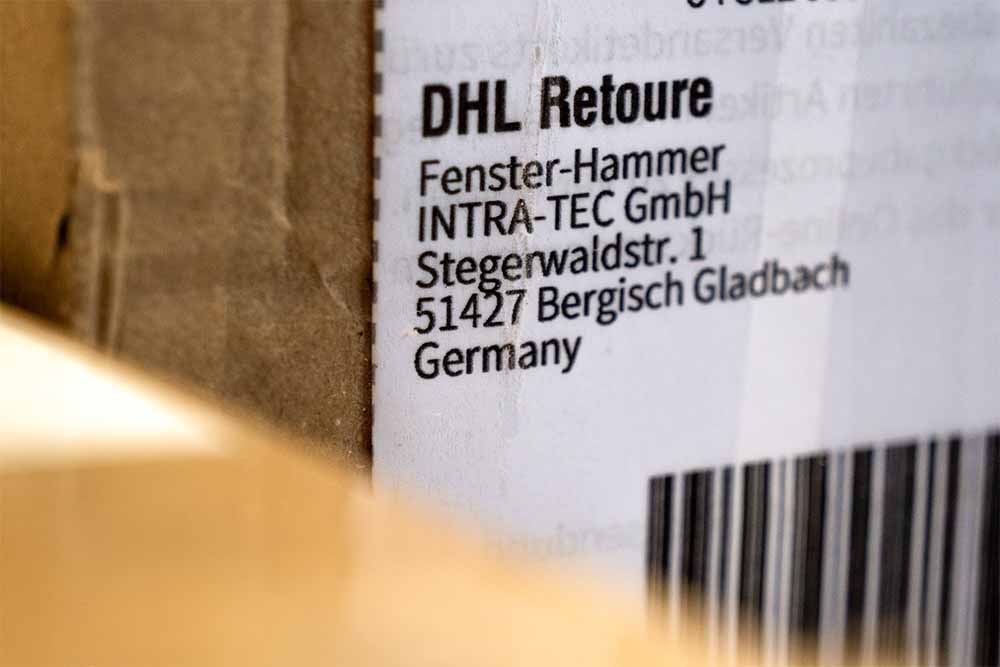 DHL Retoure
Fenster-Hammer
INTRA-TEC GmbH
Stegerwaldstr. 1
51427 Bergisch Gladbach
Germany